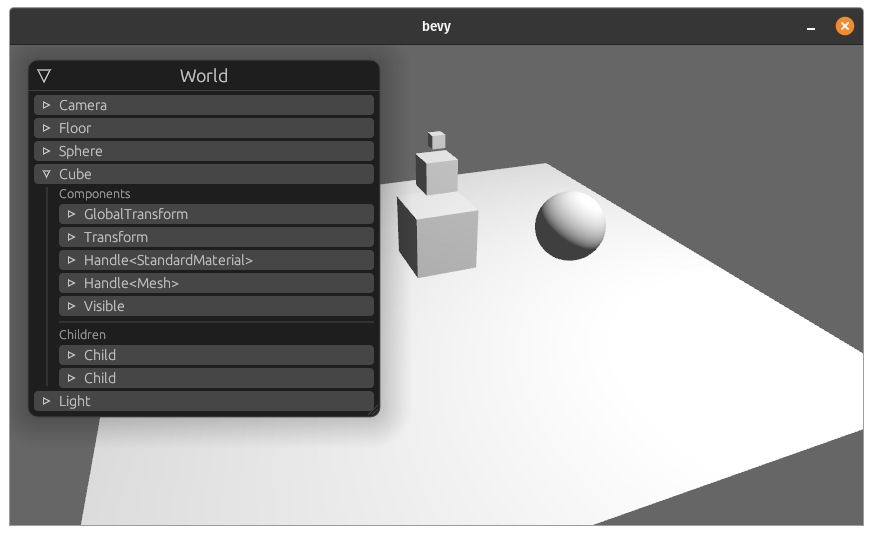 bevy
World
Camera
Floor
Sphere
Cube
Components
GlobalTransform
Transform
Handle<StandardMaterial>
Handle<Mesh>
Visible
Children
Child
Child
Light